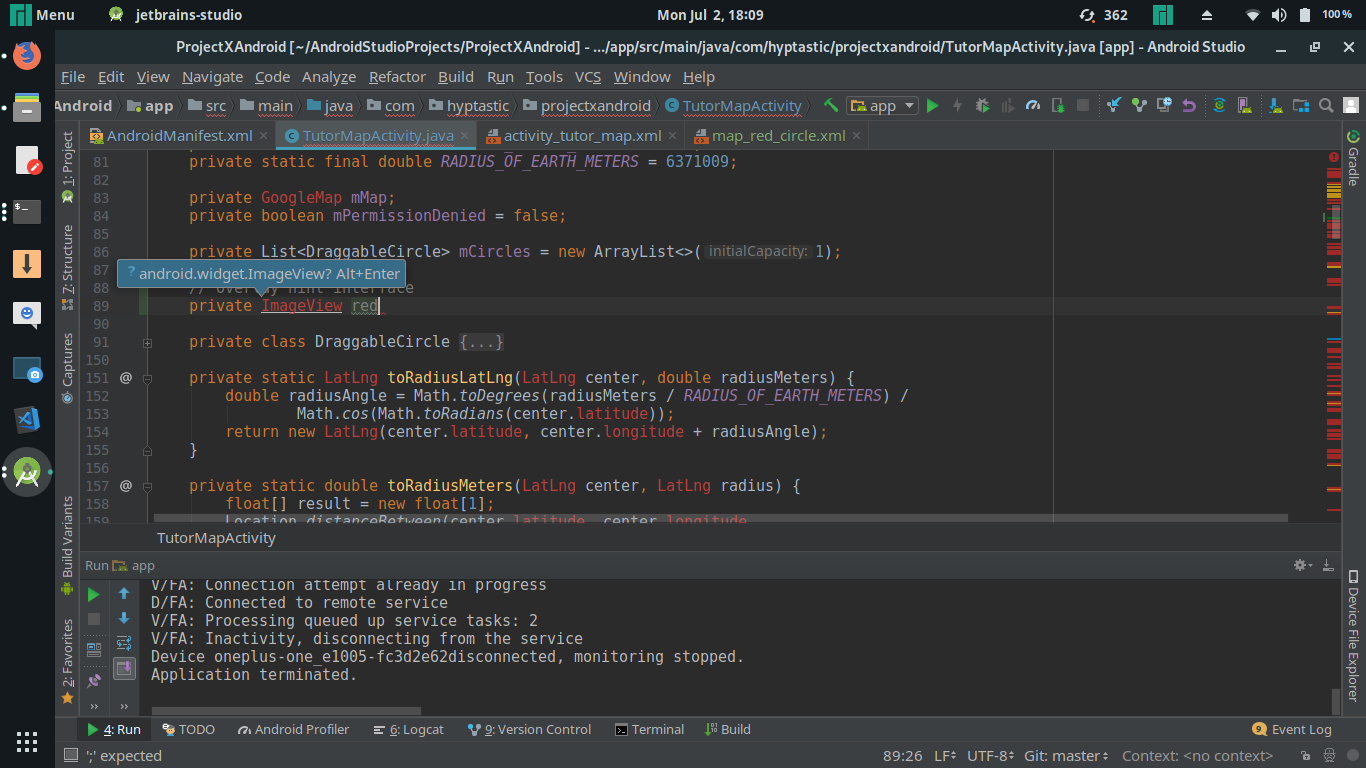 Menu jetbrains-studio Mon Jul 2, 18:09 362 100 %
ProjectXAndroid [~/AndroidStudioProjects/ProjectXAndroid] - .../app/src/main/java/com/hyptastic/projectxandroid/TutorMapActivity.java [app] - Android Studio
File Edit View Navigate Code Analyze Refactor Build Run Tools VCS Window Help
Android app src main java com hyptastic projectxandroid TutorMapActivity app
AndroidManifest.xml TutorMapActivity.java activity_tutor_map.xml map_red_circle.xml
1: Project
7: Structure
Captures
Build Variants
2: Favorites
Gradle
Device File Explorer
81 private static final double RADIUS_OF_EARTH_METERS = 6371009;
82
83 private GoogleMap mMap;
84 private boolean mPermissionDenied = false;
85
86 private List<DraggableCircle> mCircles = new ArrayList<>( initialCapacity: 1);
87
? android.widget.ImageView? Alt+Enter
88 hint interface
89 private ImageView red
90
91 private class DraggableCircle {...}
150
151 @ private static LatLng toRadiusLatLng(LatLng center, double radiusMeters) {
152 double radiusAngle = Math.toDegrees(radiusMeters / RADIUS_OF_EARTH_METERS) /
153 Math.cos(Math.toRadians(center.latitude));
154 return new LatLng(center.latitude, center.longitude + radiusAngle);
155 }
156
157 @ private static double toRadiusMeters(LatLng center, LatLng radius) {
158 float[] result = new float[1];
159 Location.distanceBetween(center.latitude, center.longitude,
TutorMapActivity
Run app
V/FA: Connection attempt already in progress
D/FA: Connected to remote service
V/FA: Processing queued up service tasks: 2
V/FA: Inactivity, disconnecting from the service
Device oneplus-one_e1005-fc3d2e62disconnected, monitoring stopped.
Application terminated.
4: Run TODO Android Profiler 6: Logcat 9: Version Control Terminal Build 9 Event Log
';' expected 89:26 LF UTF-8 Git: master Context: <no context>